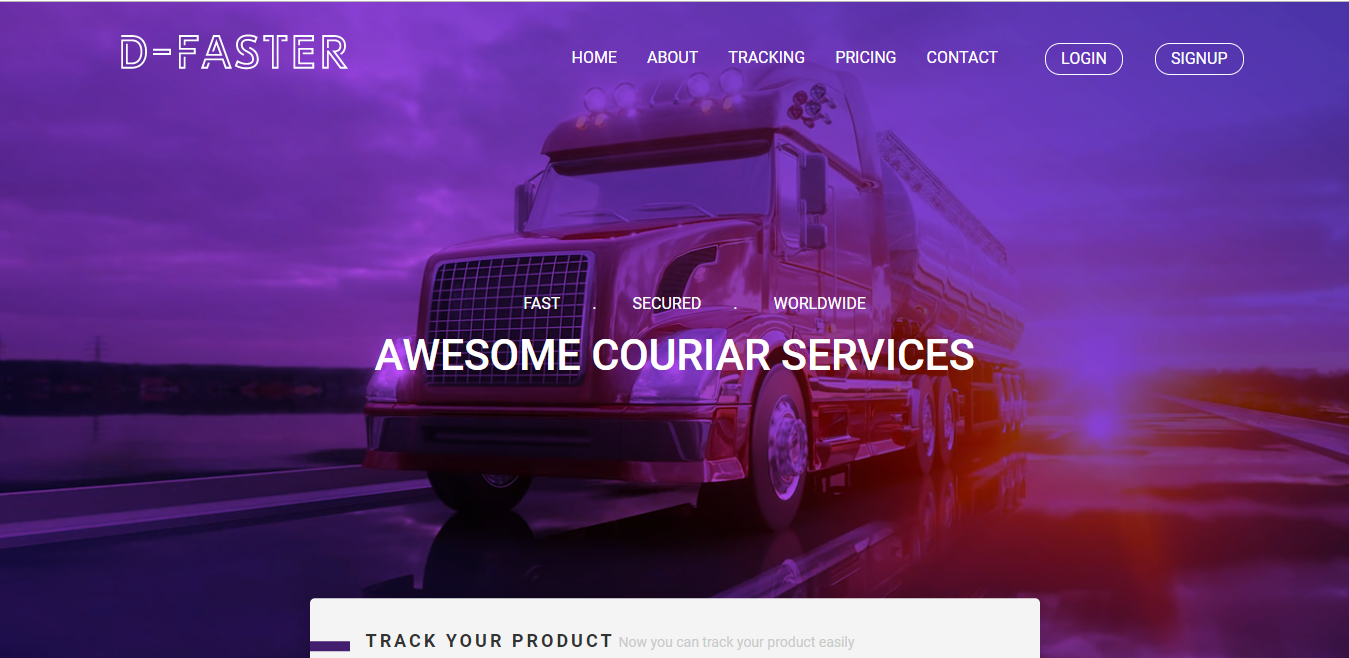 D-FASTER
HOME ABOUT TRACKING PRICING CONTACT LOGIN SIGNUP
FAST . SECURED . WORLDWIDE
AWESOME COURIAR SERVICES
TRACK YOUR PRODUCT Now you can track your product easily